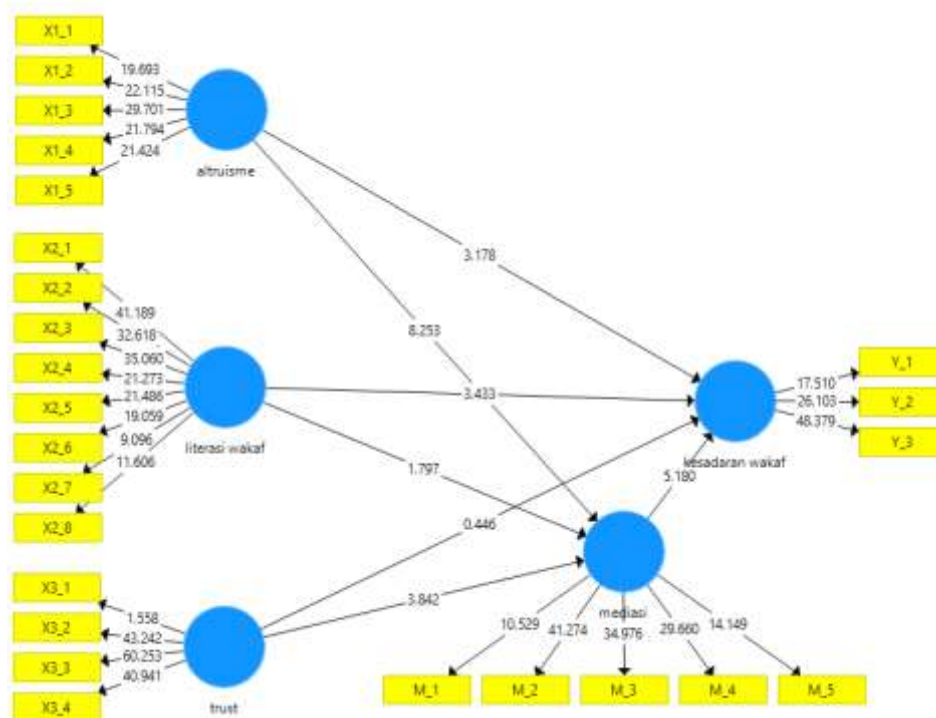 X1_1
X1_2
X1_3
X1_4
X1_5
19.693
22.115
29.701
21.794
21.424
altruisme
X2_1
X2_2
X2_3
X2_4
X2_5
X2_6
X2_7
X2_8
41.189
32.618
35.060
21.273
21.486
19.059
9.096
11.606
literasi wakaf
X3_1
X3_2
X3_3
X3_4
1.558
43.242
60.253
40.941
trust
3.178
8.253
3.433
1.797
0.446
3.842
5.180
kesadaran wakaf
17.510
26.103
48.379
Y_1
Y_2
Y_3
mediasi
10.529
41.274
34.976
29.660
14.149
M_1
M_2
M_3
M_4
M_5